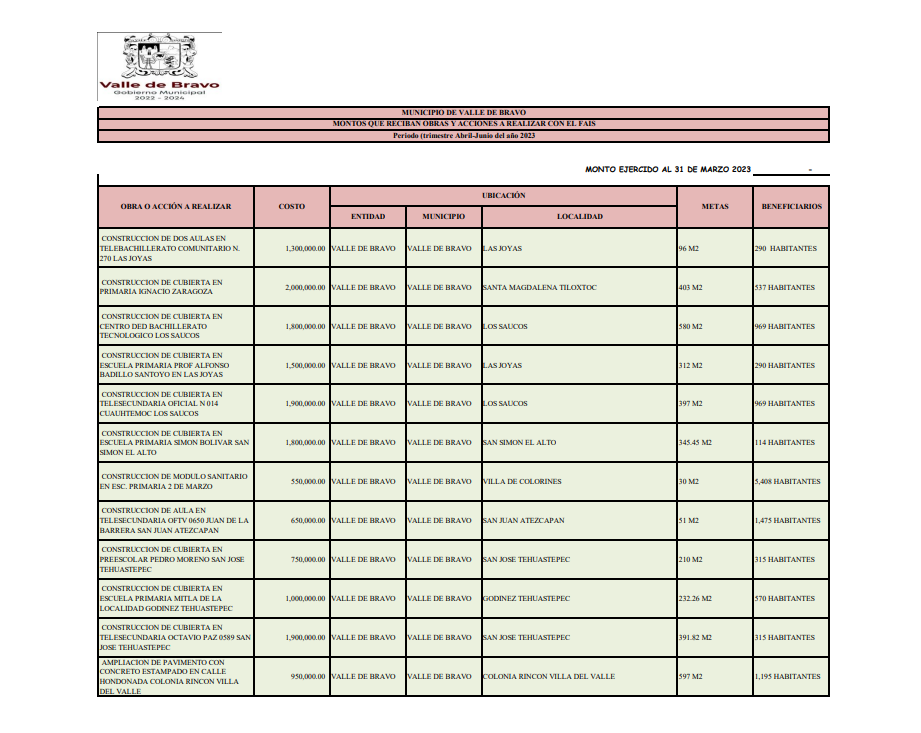 Valle de Bravo
Gobierno Municipal
2022 - 2024
MUNICIPIO DE VALLE DE BRAVO
MONTOS QUE RECIBAN OBRAS Y ACCIONES A REALIZAR CON EL FAIS
Periodo (trimestre Abril-Junio del año 2023
MONTO EJERCIDO AL 31 DE MARZO 2023 -
OBRA O ACCIÓN A REALIZAR COSTO UBICACIÓN METAS BENEFICIARIOS
ENTIDAD MUNICIPIO LOCALIDAD
CONSTRUCCION DE DOS AULAS EN
TELEBACHILLERATO COMUNITARIO N.
270 LAS JOYAS
1,300,000.00 VALLE DE BRAVO VALLE DE BRAVO LAS JOYAS 96 M2 290 HABITANTES
CONSTRUCCION DE CUBIERTA EN
PRIMARIA IGNACIO ZARAGOZA
2,000,000.00 VALLE DE BRAVO VALLE DE BRAVO SANTA MAGDALENA TILOXTOC 403 M2 537 HABITANTES
CONSTRUCCION DE CUBIERTA EN
CENTRO DED BACHILLERATO
TECNOLOGICO LOS SAUCOS
1,800,000.00 VALLE DE BRAVO VALLE DE BRAVO LOS SAUCOS 580 M2 969 HABITANTES
CONSTRUCCION DE CUBIERTA EN
ESCUELA PRIMARIA PROF ALFONSO
BADILLO SANTOYO EN LAS JOYAS
1,500,000.00 VALLE DE BRAVO VALLE DE BRAVO LAS JOYAS 312 M2 290 HABITANTES
CONSTRUCCION DE CUBIERTA EN
TELESECUNDARIA OFICIAL N 014
CUAUHTEMOC LOS SAUCOS
1,900,000.00 VALLE DE BRAVO VALLE DE BRAVO LOS SAUCOS 397 M2 969 HABITANTES
CONSTRUCCION DE CUBIERTA EN
ESCUELA PRIMARIA SIMON BOLIVAR SAN
SIMON EL ALTO
1,800,000.00 VALLE DE BRAVO VALLE DE BRAVO SAN SIMON EL ALTO 345.45 M2 114 HABITANTES
CONSTRUCCION DE MODULO SANITARIO
EN ESC. PRIMARIA 2 DE MARZO
550,000.00 VALLE DE BRAVO VALLE DE BRAVO VILLA DE COLORINES 30 M2 5,408 HABITANTES
CONSTRUCCION DE AULA EN
TELESECUNDARIA OFTV 0650 JUAN DE LA
BARRERA SAN JUAN ATEZCAPAN
650,000.00 VALLE DE BRAVO VALLE DE BRAVO SAN JUAN ATEZCAPAN 51 M2 1,475 HABITANTES
CONSTRUCCION DE CUBIERTA EN
PREESCOLAR PEDRO MORENO SAN JOSE
TEHUASTEPEC
750,000.00 VALLE DE BRAVO VALLE DE BRAVO SAN JOSE TEHUASTEPEC 210 M2 315 HABITANTES
CONSTRUCCION DE CUBIERTA EN
ESCUELA PRIMARIA MITLA DE LA
LOCALIDAD GODINEZ TEHUASTEPEC
1,000,000.00 VALLE DE BRAVO VALLE DE BRAVO GODINEZ TEHUASTEPEC 232.26 M2 570 HABITANTES
CONSTRUCCION DE CUBIERTA EN
TELESECUNDARIA OCTAVIO PAZ 0589 SAN
JOSE TEHUASTEPEC
1,900,000.00 VALLE DE BRAVO VALLE DE BRAVO SAN JOSE TEHUASTEPEC 391.82 M2 315 HABITANTES
AMPLIACION DE PAVIMENTO CON
CONCRETO ESTAMPADO EN CALLE
HONDONADA COLONIA RINCON VILLA
DEL VALLE
950,000.00 VALLE DE BRAVO VALLE DE BRAVO COLONIA RINCON VILLA DEL VALLE 597 M2 1,195 HABITANTES